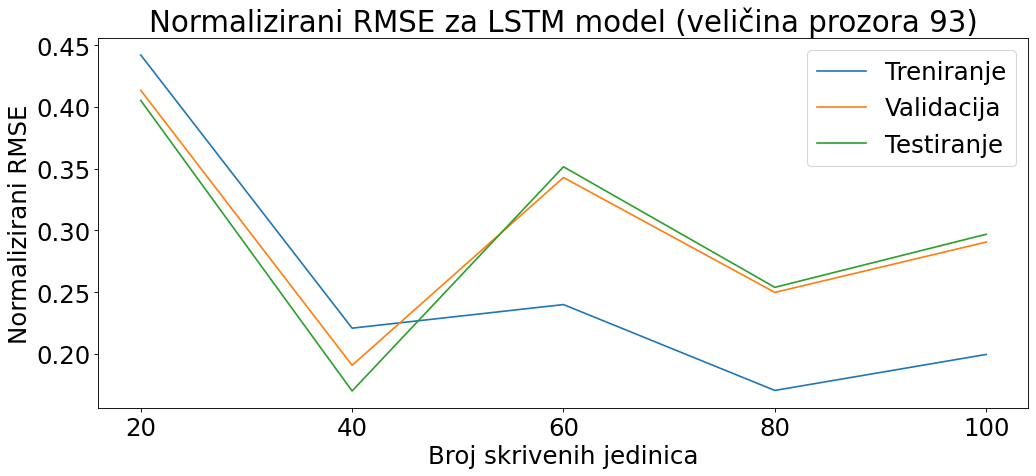 Normalizirani RMSE za LSTM model (veličina prozora 93)
Normalizirani RMSE
0.45
0.40
0.35
0.30
0.25
0.20
Treniranje
Validacija
Testiranje
20 40 60 80 100
Broj skrivenih jedinica